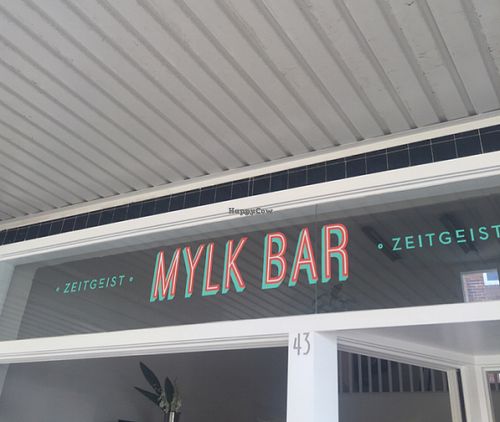 HappyCow
ZEITGEIST MYLK BAR ZEITGEIST
43